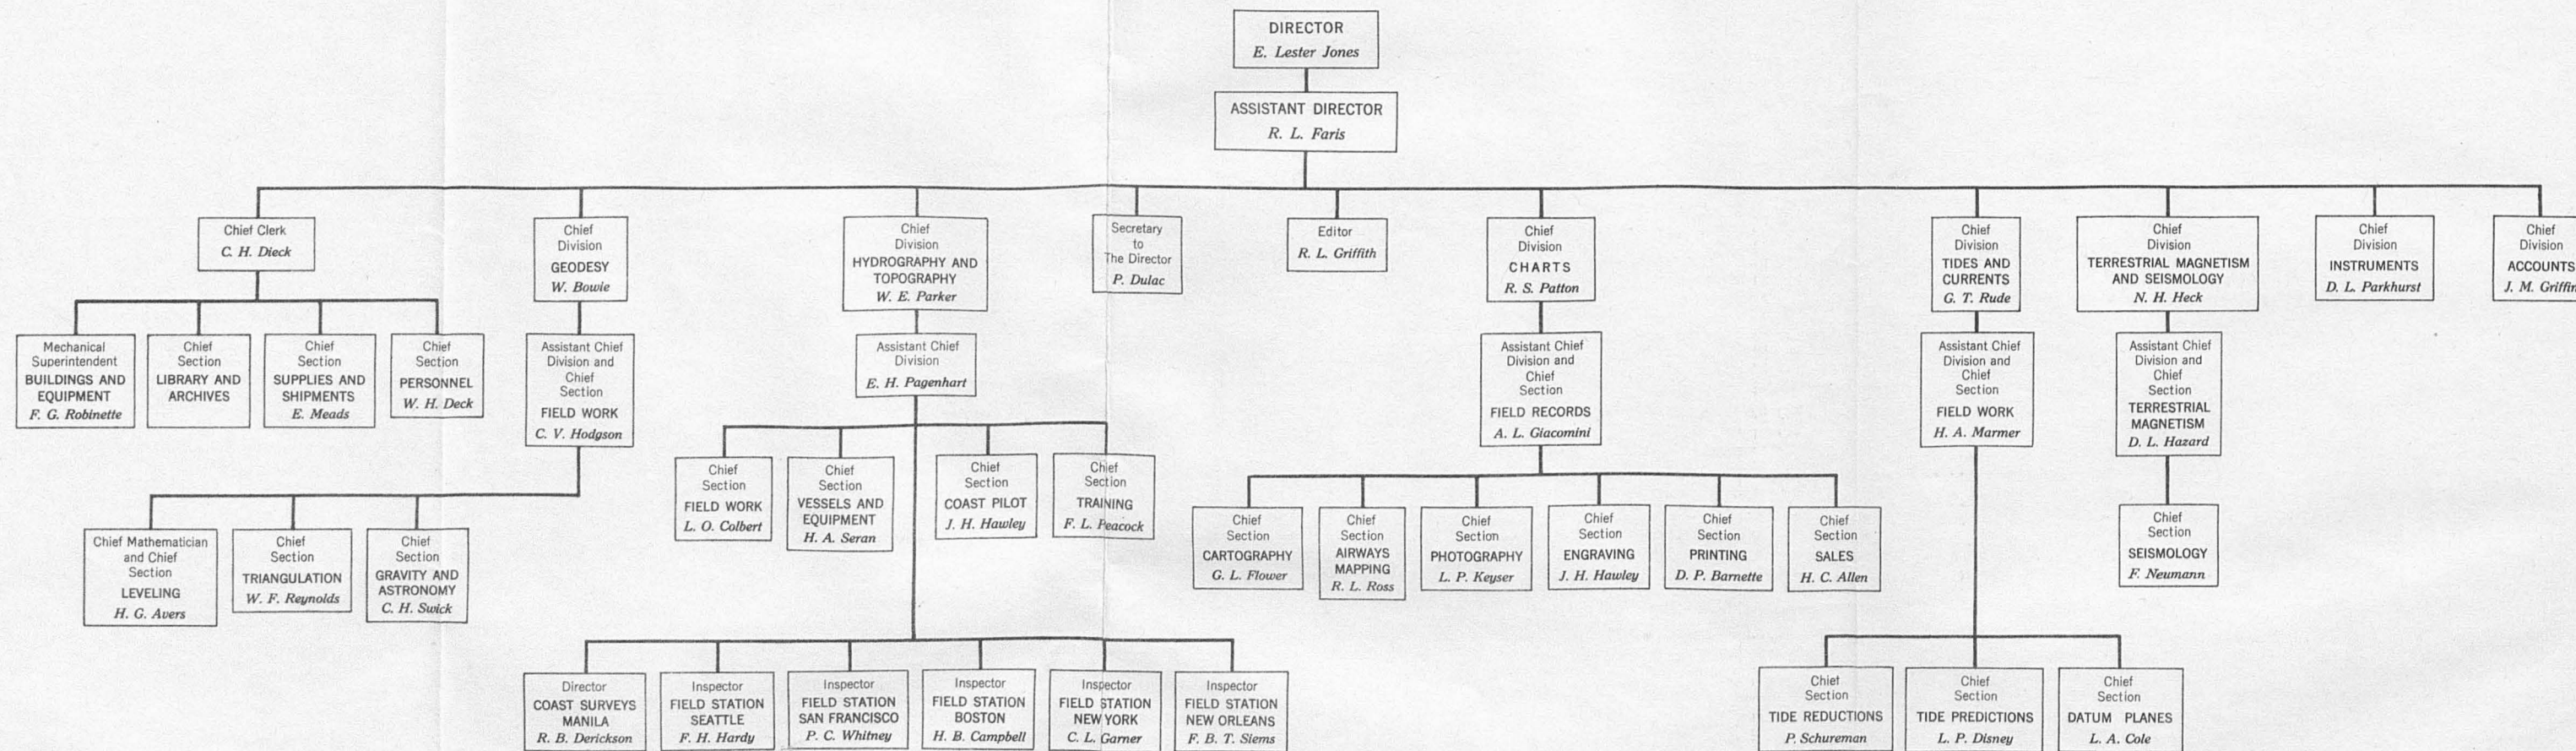 DIRECTOR
E. Lester Jones
ASSISTANT DIRECTOR
R. L. Faris
Chief Clerk
C. H. Dieck
Chief
Division
GEODESY
W. Bowie
Chief
Division
HYDROGRAPHY AND
TOPOGRAPHY
W. E. Parker
Secretary
to
The Director
P. Dulac
Editor
R. L. Griffith
Chief
Division
CHARTS
R. S. Patton
Chief
Division
TIDES AND
CURRENTS
G. T. Rude
Chief
Division
TERRESTRIAL MAGNETISM
AND SEISMOLOGY
N. H. Heck
Chief
Division
INSTRUMENTS
D. L. Parkhurst
Chief
Division
ACCOUNTS
J. M. Griffin
Mechanical
Superintendent
BUILDINGS AND
EQUIPMENT
F. G. Robinette
Chief
Section
LIBRARY AND
ARCHIVES
Chief
Section
SUPPLIES AND
SHIPMENTS
E. Meads
Chief
Section
PERSONNEL
W. H. Deck
Assistant Chief
Division and
Chief
Section
FIELD WORK
C. V. Hodgson
Assistant Chief
Division
E. H. Pagenhart
Assistant Chief
Division and
Chief
Section
FIELD RECORDS
A. L. Giacomini
Assistant Chief
Division and
Chief
Section
FIELD WORK
H. A. Marmer
Assistant Chief
Division and
Chief
Section
TERRESTRIAL
MAGNETISM
D. L. Hazard
Chief
Section
FIELD WORK
L. O. Colbert
Chief
Section
VESSELS AND
EQUIPMENT
H. A. Seran
Chief
Section
COAST PILOT
J. H. Hawley
Chief
Section
TRAINING
F. L. Peacock
Chief Mathematician
and Chief
Section
LEVELING
H. G. Avers
Chief
Section
TRIANGULATION
W. F. Reynolds
Chief
Section
GRAVITY AND
ASTRONOMY
C. H. Swick
Chief
Section
CARTOGRAPHY
G. L. Flower
Chief
Section
AIRWAYS
MAPPING
R. L. Ross
Chief
Section
PHOTOGRAPHY
L. P. Keyser
Chief
Section
ENGRAVING
J. H. Hawley
Chief
Section
PRINTING
D. P. Barnette
Chief
Section
SALES
H. C. Allen
Chief
Section
SEISMOLOGY
F. Neumann
Director
COAST SURVEYS
MANILA
R. B. Derickson
Inspector
FIELD STATION
SEATTLE
F. H. Hardy
Inspector
FIELD STATION
SAN FRANCISCO
P. C. Whitney
Inspector
FIELD STATION
BOSTON
H. B. Campbell
Inspector
FIELD STATION
NEW YORK
C. L. Garner
Inspector
FIELD STATION
NEW ORLEANS
F. B. T. Siems
Chief
Section
TIDE REDUCTIONS
P. Schureman
Chief
Section
TIDE PREDICTIONS
L. P. Disney
Chief
Section
DATUM PLANES
L. A. Cole